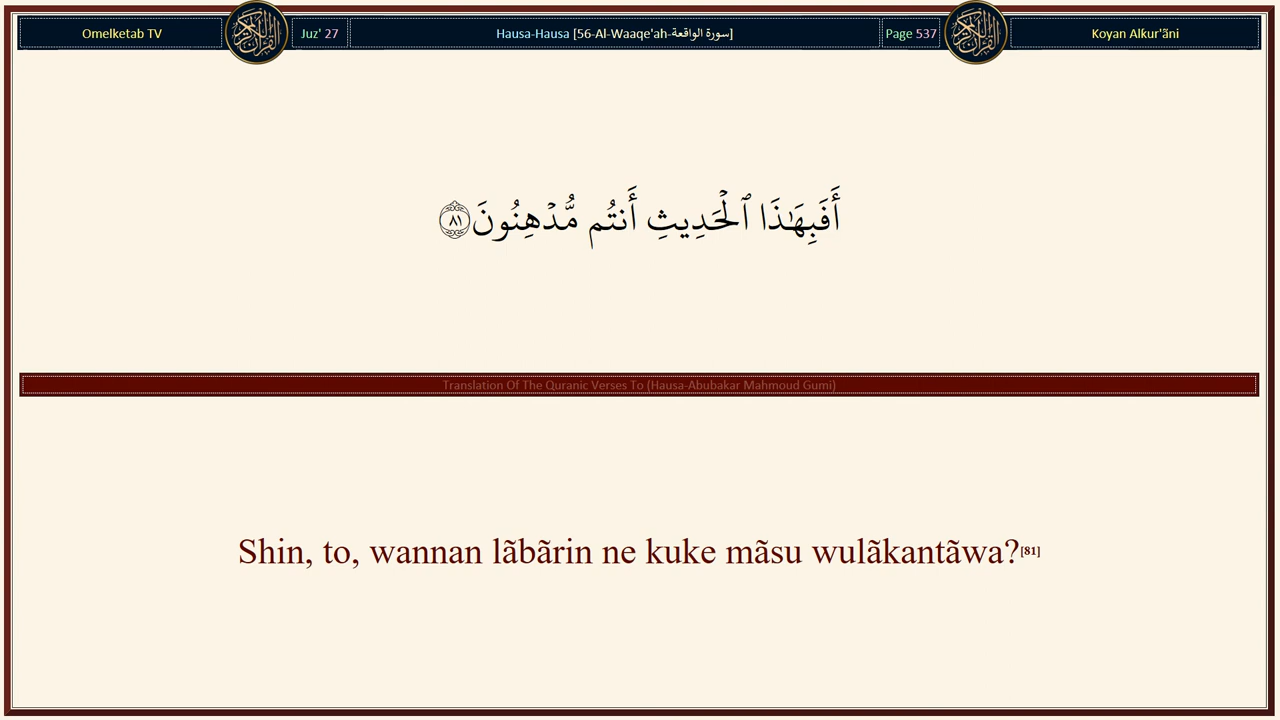 Omelketab TV
Juz' 27
Hausa-Hausa [56-Al-Waaqe'ah-سورة الواقعة]
Page 537
Koyan Alƙur'ãni
أَفَبِهَٰذَا ٱلۡحَدِيثِ أَنتُم مُّدۡهِنُونَ ٨١
Translation Of The Quranic Verses To (Hausa-Abubakar Mahmoud Gumi)
Shin, to, wannan lãbãrin ne kuke mãsu wulãkantãwa?[81]